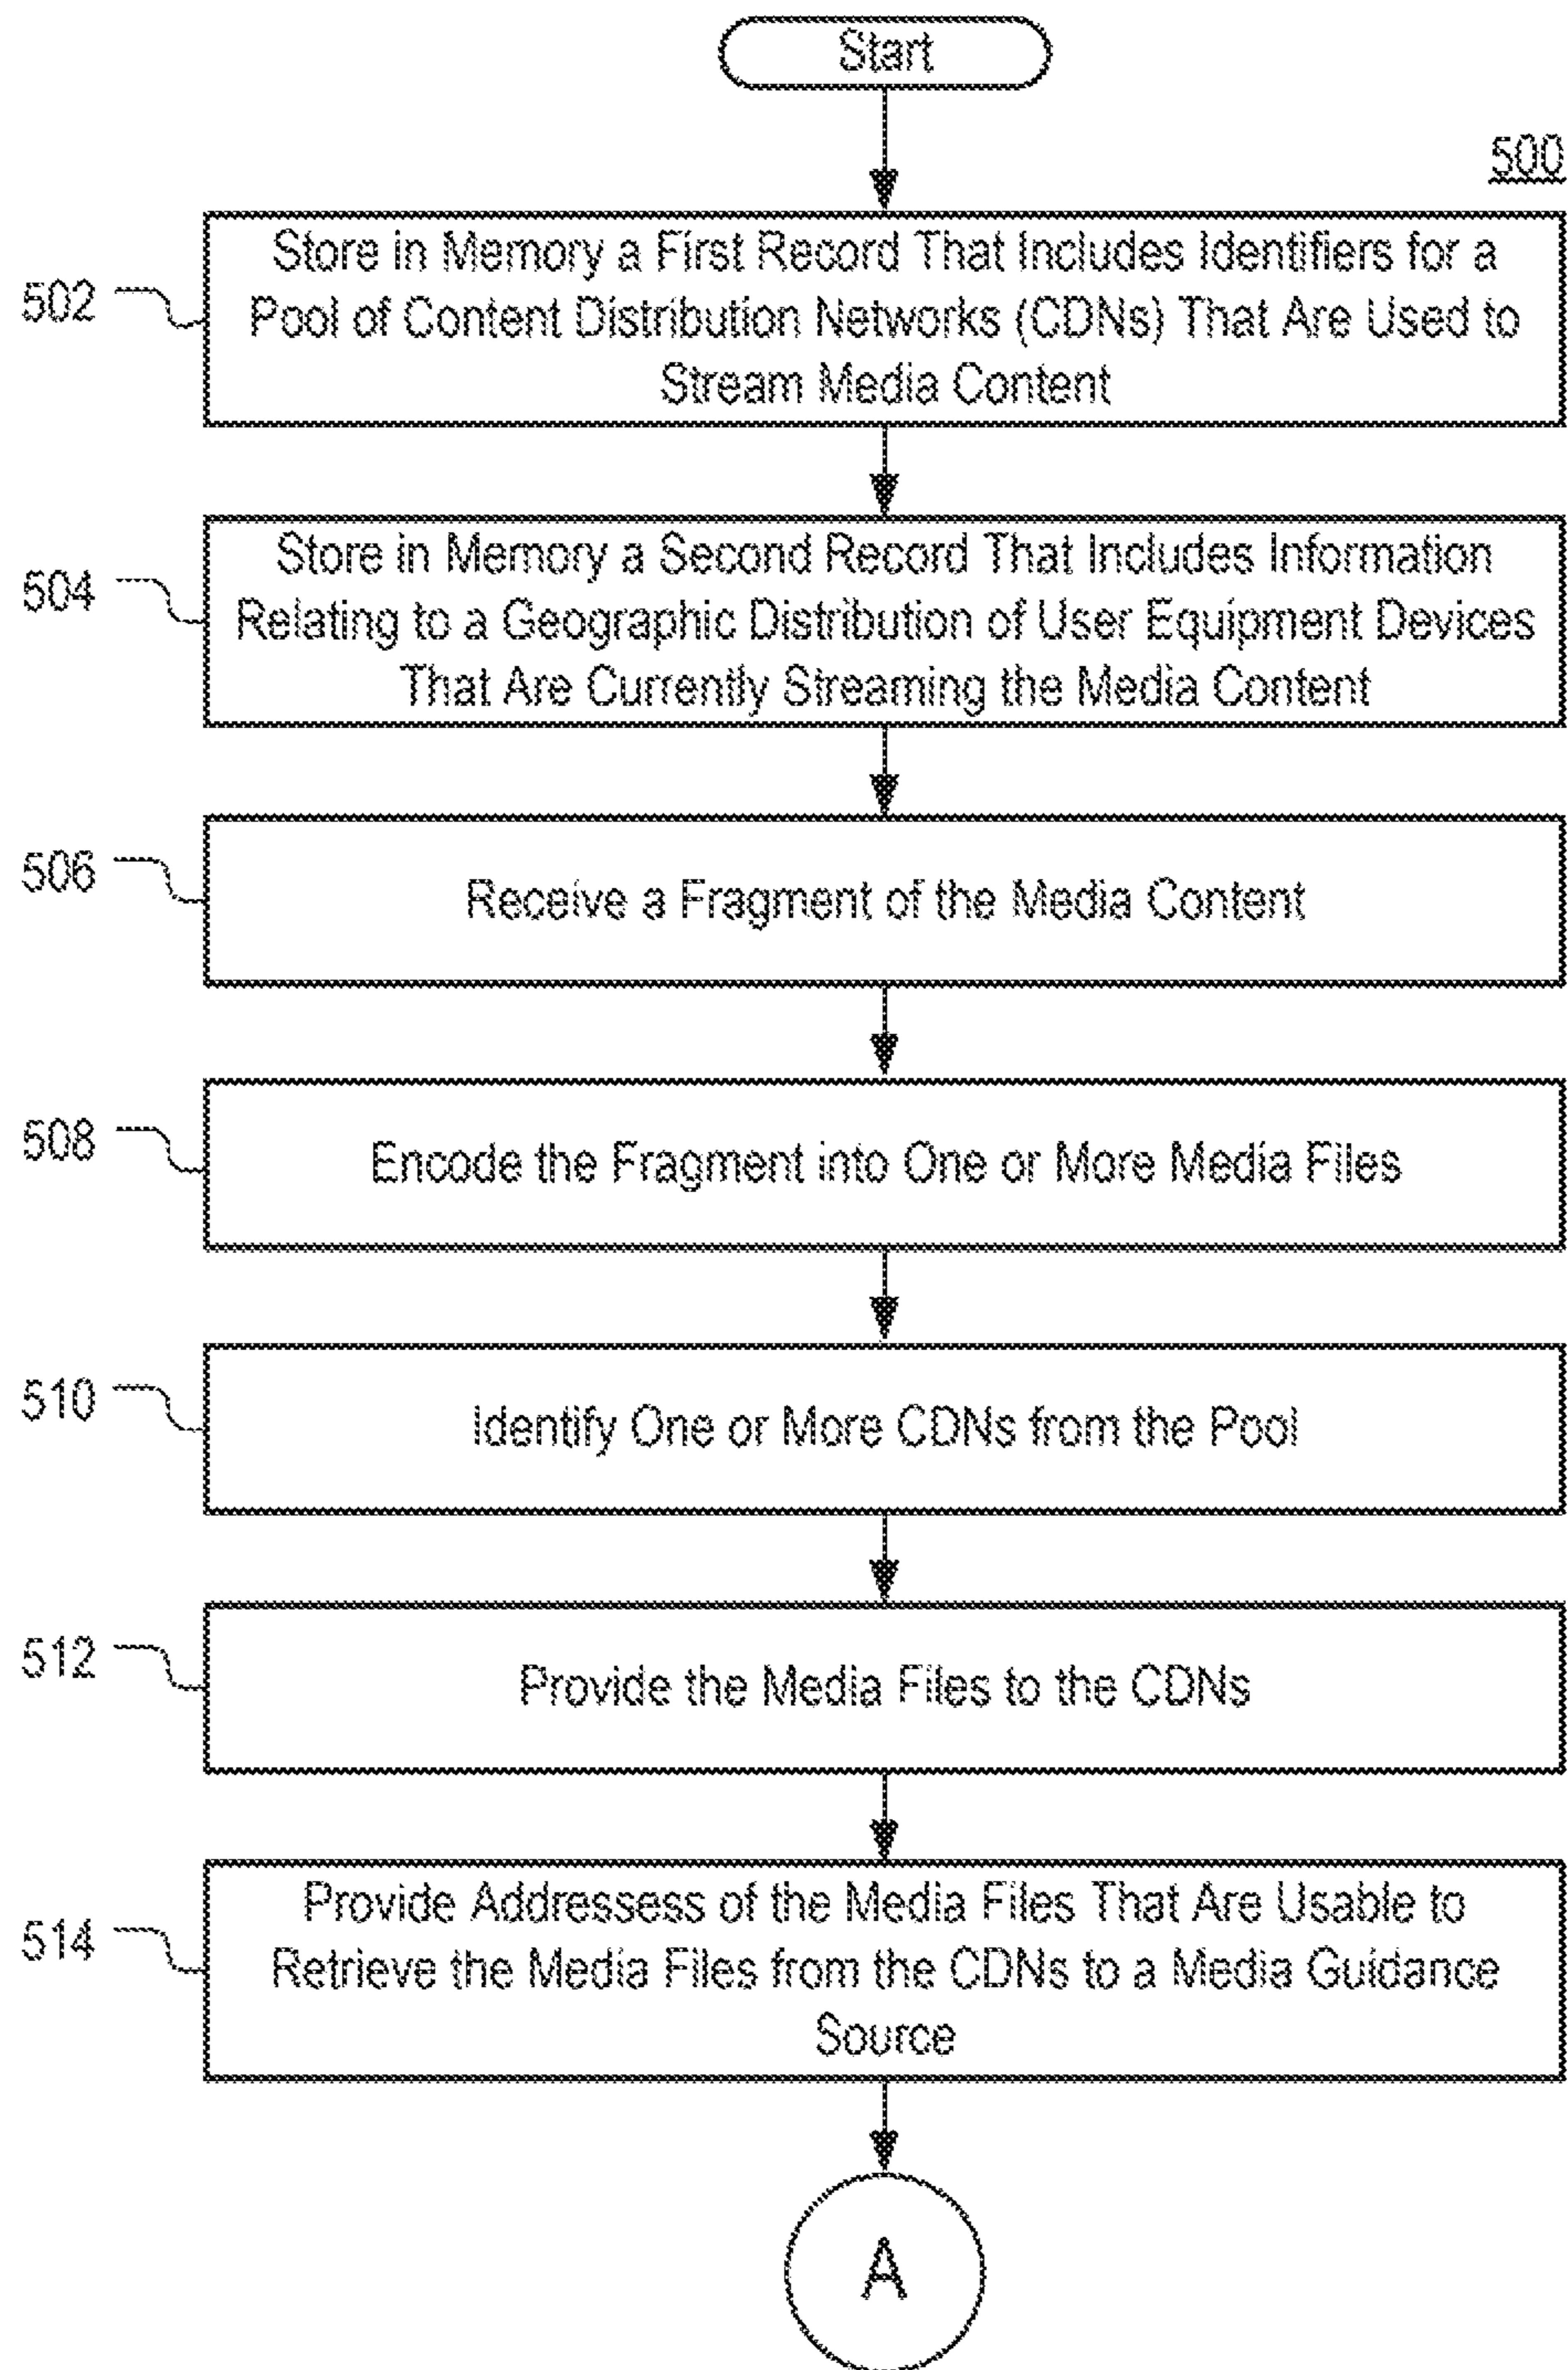 Start
500
502
Store in Memory a First Record That Includes Identifiers for a
Pool of Content Distribution Networks (CDNs) That Are Used to
Stream Media Content
504
Store in Memory a Second Record That Includes Information
Relating to a Geographic Distribution of User Equipment Devices
That Are Currently Streaming the Media Content
506
Receive a Fragment of the Media Content
508
Encode the Fragment into One or More Media Files
510
Identify One or More CDNs from the Pool
512
Provide the Media Files to the CDNs
514
Provide Addressess of the Media Files That Are Usable to
Retrieve the Media Files from the CDNs to a Media Guidance
Source
A